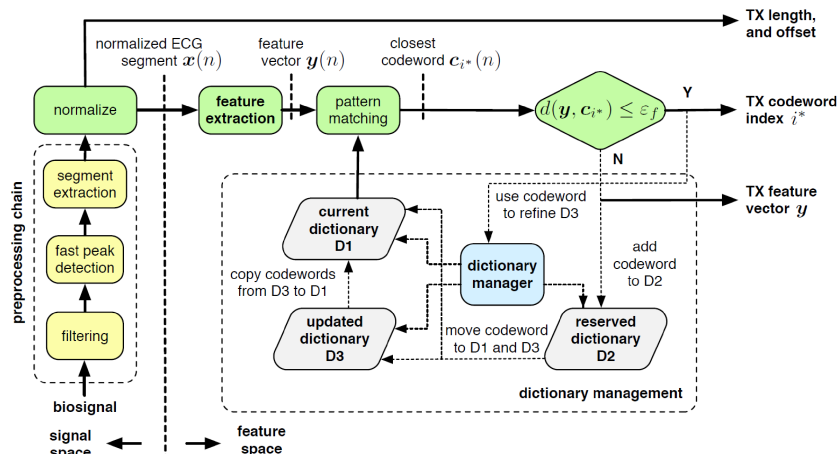 TX length,
and offset
normalized ECG
segment x(n)
feature
vector y(n)
closest
codeword c_{i*}(n)
normalize
feature
extraction
pattern
matching
d(y, c_{i*}) ≤ ε_f
Y
N
TX codeword
index i*
TX feature
vector y
preprocessing chain
segment
extraction
fast peak
detection
filtering
biosignal
current
dictionary
D1
use codeword
to refine D3
dictionary
manager
add
codeword
to D2
copy codewords
from D3 to D1
updated
dictionary
D3
move codeword
to D1 and D3
reserved
dictionary
D2
dictionary management
signal
space
feature
space